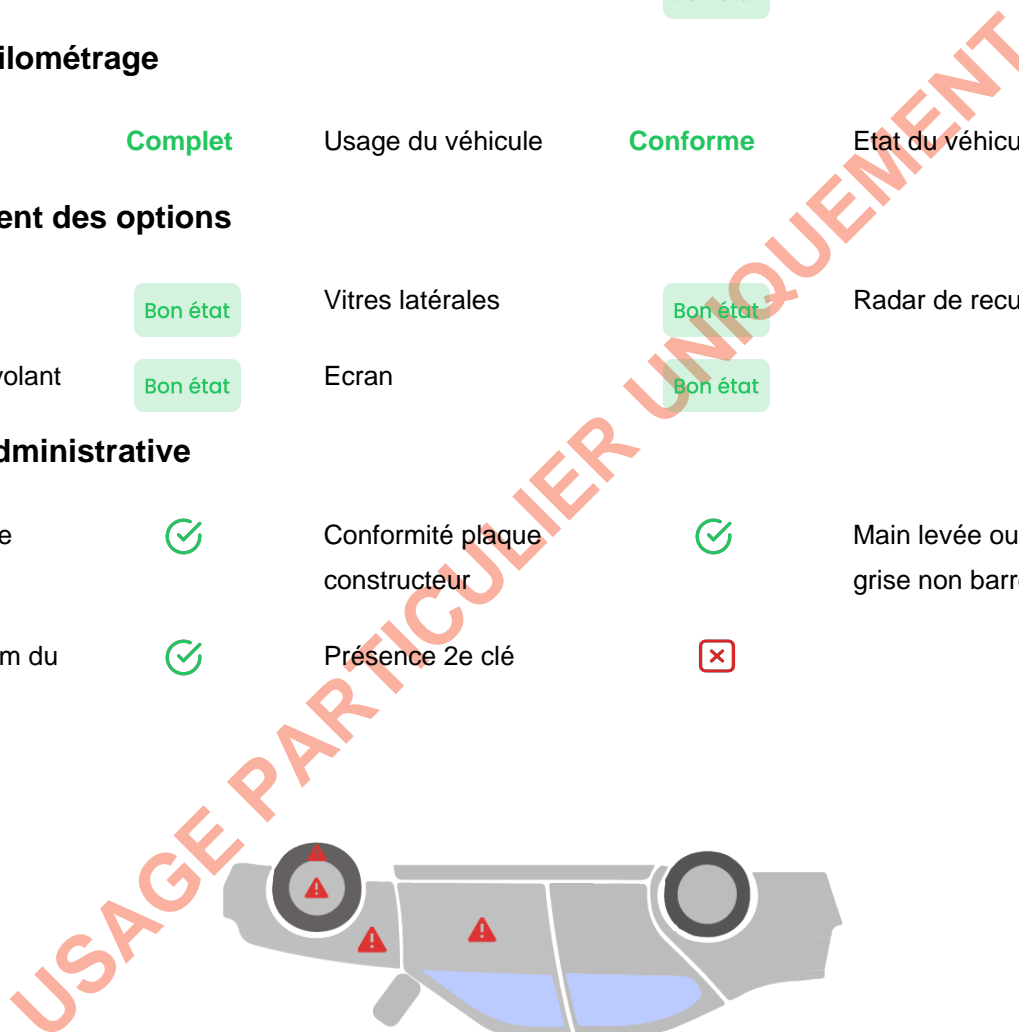 ilométrage
Complet Usage du véhicule Conforme Etat du véhicu
ent des options
Bon état Vitres latérales Bon état Radar de recu
volant Bon état Ecran Bon état
dministrative
e Conformité plaque Main levée ou
constructeur grise non barr
m du Présence 2e clé
USAGE PARTICULIER UNIQUEMENT